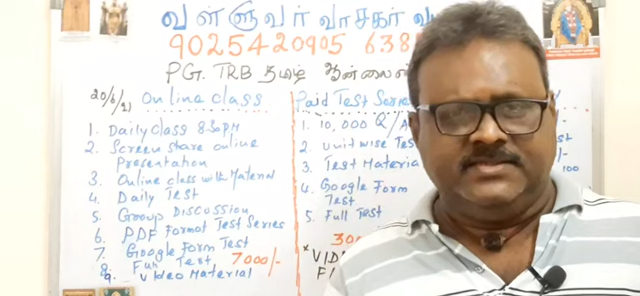 வள்ளுவர் வாசகர்
9025420905 638
PG. TRB தமிழ்
20/6/21 Online class
1. Daily class 8.30 PM
2. Screen share online
Presentation
3. Online class with Material
4. Daily Test
5. Group Discussion
6. PDF Format Test Series
7. Google Form Test
8. Full Test 7000/-
9. Video Material
Paid Test Series
1. 10,000 Q/A
2. Unit wise Test
3. Test Material
4. Google Form
Test
5. Full Test
100